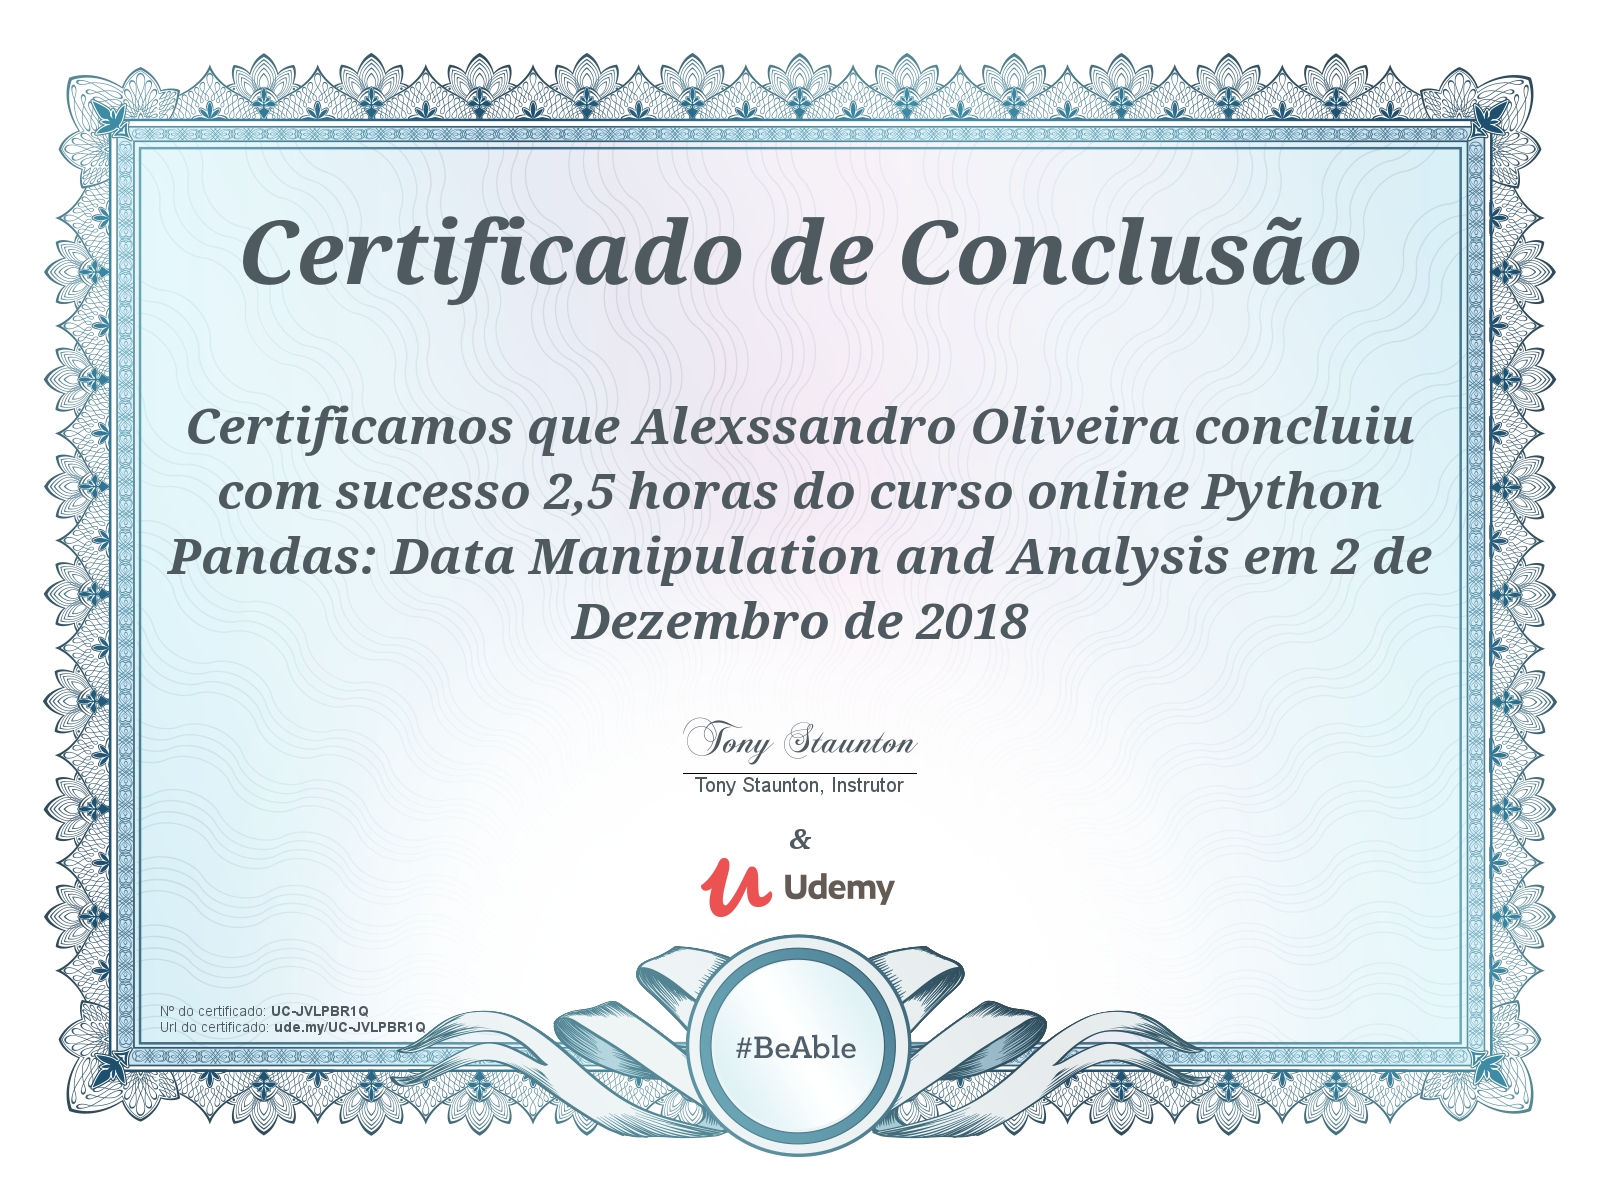 Certificado de Conclusão
Certificamos que Alexssandro Oliveira concluiu
com sucesso 2,5 horas do curso online Python
Pandas: Data Manipulation and Analysis em 2 de
Dezembro de 2018
Tony Staunton
Tony Staunton, Instrutor
&
Udemy
Nº do certificado: UC-JVLPBR1Q
Url do certificado: ude.my/UC-JVLPBR1Q
#BeAble